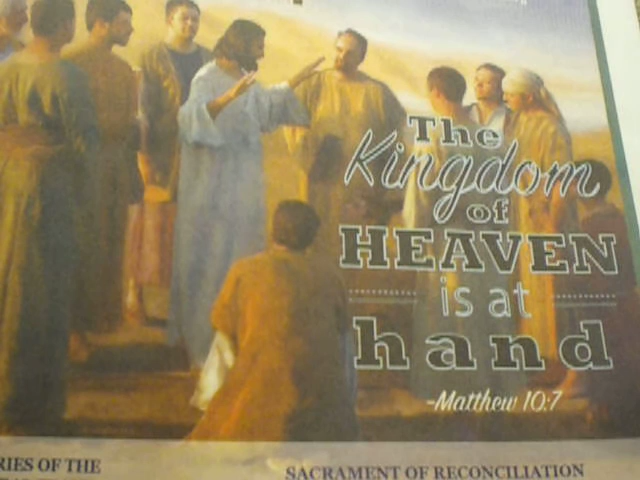 The
Kingdom
of
HEAVEN
is at
hand
-Matthew 10:7
RIES OF THE
SACRAMENT OF RECONCILIATION